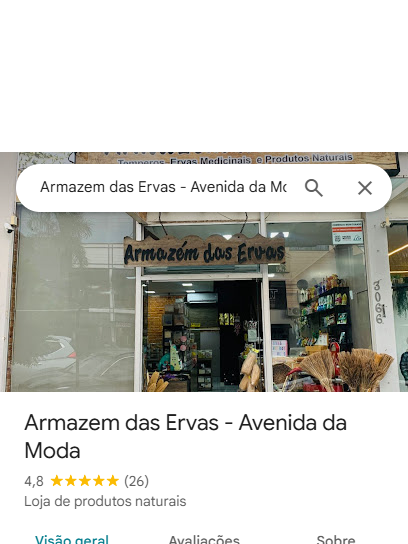 Temperos, Ervas Medicinais e Produtos Naturais
Armazem das Ervas - Avenida da Mo
Armazém das Ervas
3066
Armazem das Ervas - Avenida da
Moda
4,8 (26)
Loja de produtos naturais
Visão geral Avaliações Sobre